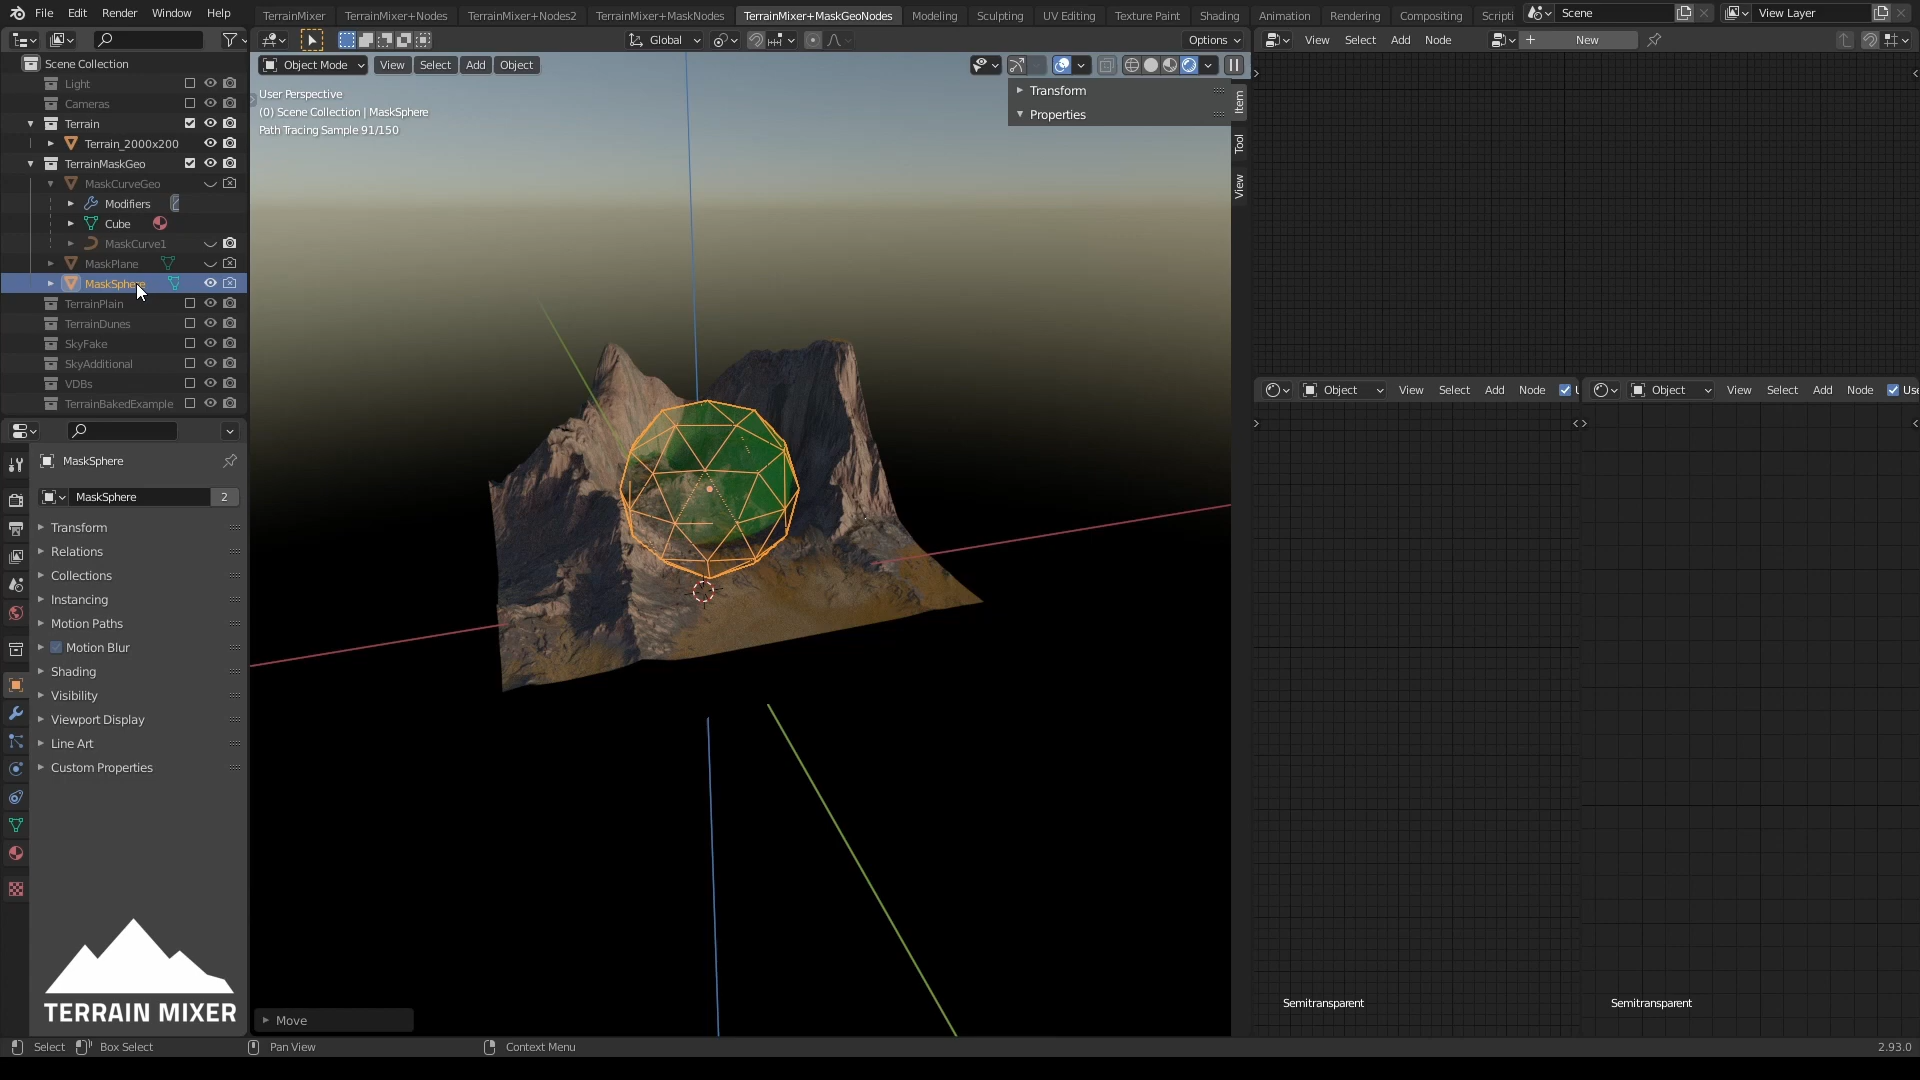 File Edit Render Window Help
TerrainMixer TerrainMixer+Nodes TerrainMixer+Nodes2 TerrainMixer+MaskNodes TerrainMixer+MaskGeoNodes Modeling Sculpting UV Editing Texture Paint Shading Animation Rendering Compositing Scripti
Scene View Layer
Global Options
View Select Add Node New
Scene Collection
Light
Cameras
Terrain
Terrain_2000x200
TerrainMaskGeo
MaskCurveGeo
Modifiers
Cube
MaskCurve1
MaskPlane
MaskSphere
TerrainPlain
TerrainDunes
SkyFake
SkyAdditional
VDBs
TerrainBakedExample
Object Mode View Select Add Object
User Perspective
(0) Scene Collection | MaskSphere
Path Tracing Sample 91/150
Transform
Properties
Item
Tool
View
Object View Select Add Node U
Object View Select Add Node Use
MaskSphere
MaskSphere 2
Transform
Relations
Collections
Instancing
Motion Paths
Motion Blur
Shading
Visibility
Viewport Display
Line Art
Custom Properties
TERRAIN MIXER
Move
Semitransparent
Semitransparent
Select Box Select Pan View Context Menu 2.93.0